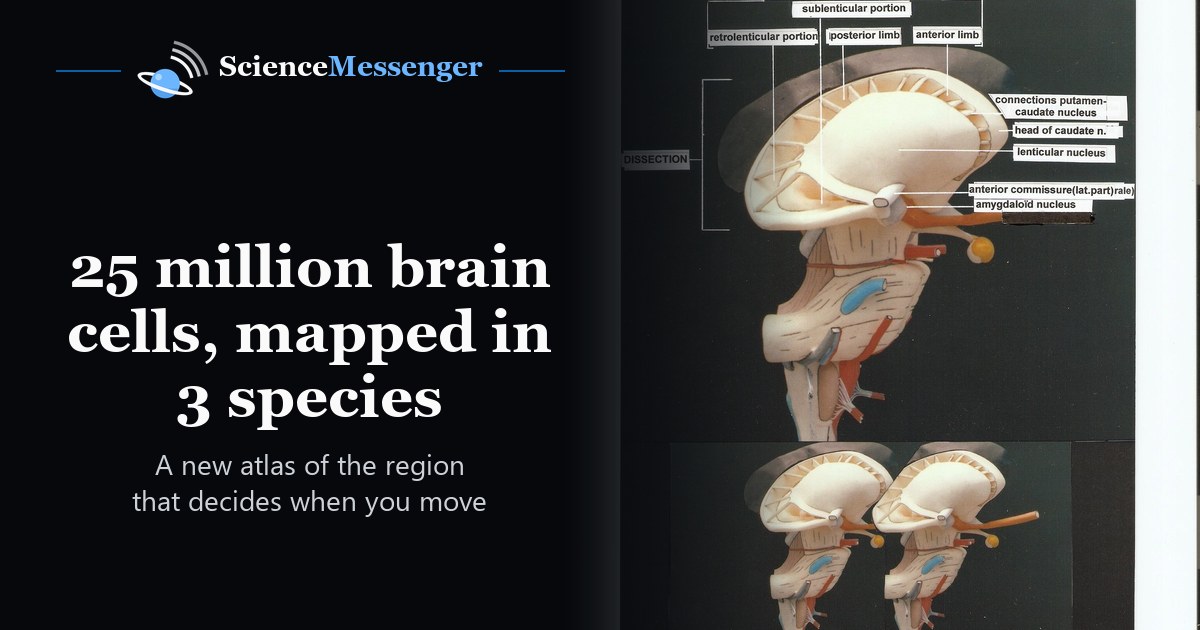 ScienceMessenger
25 million brain
cells, mapped in
3 species
A new atlas of the region
that decides when you move
sublenticular portion
retrolenticular portion
posterior limb
anterior limb
connections putamen-
caudate nucleus
head of caudate n.
DISSECTION
lenticular nucleus
anterior commissure(lat.part)rale)
amygdaloïd nucleus